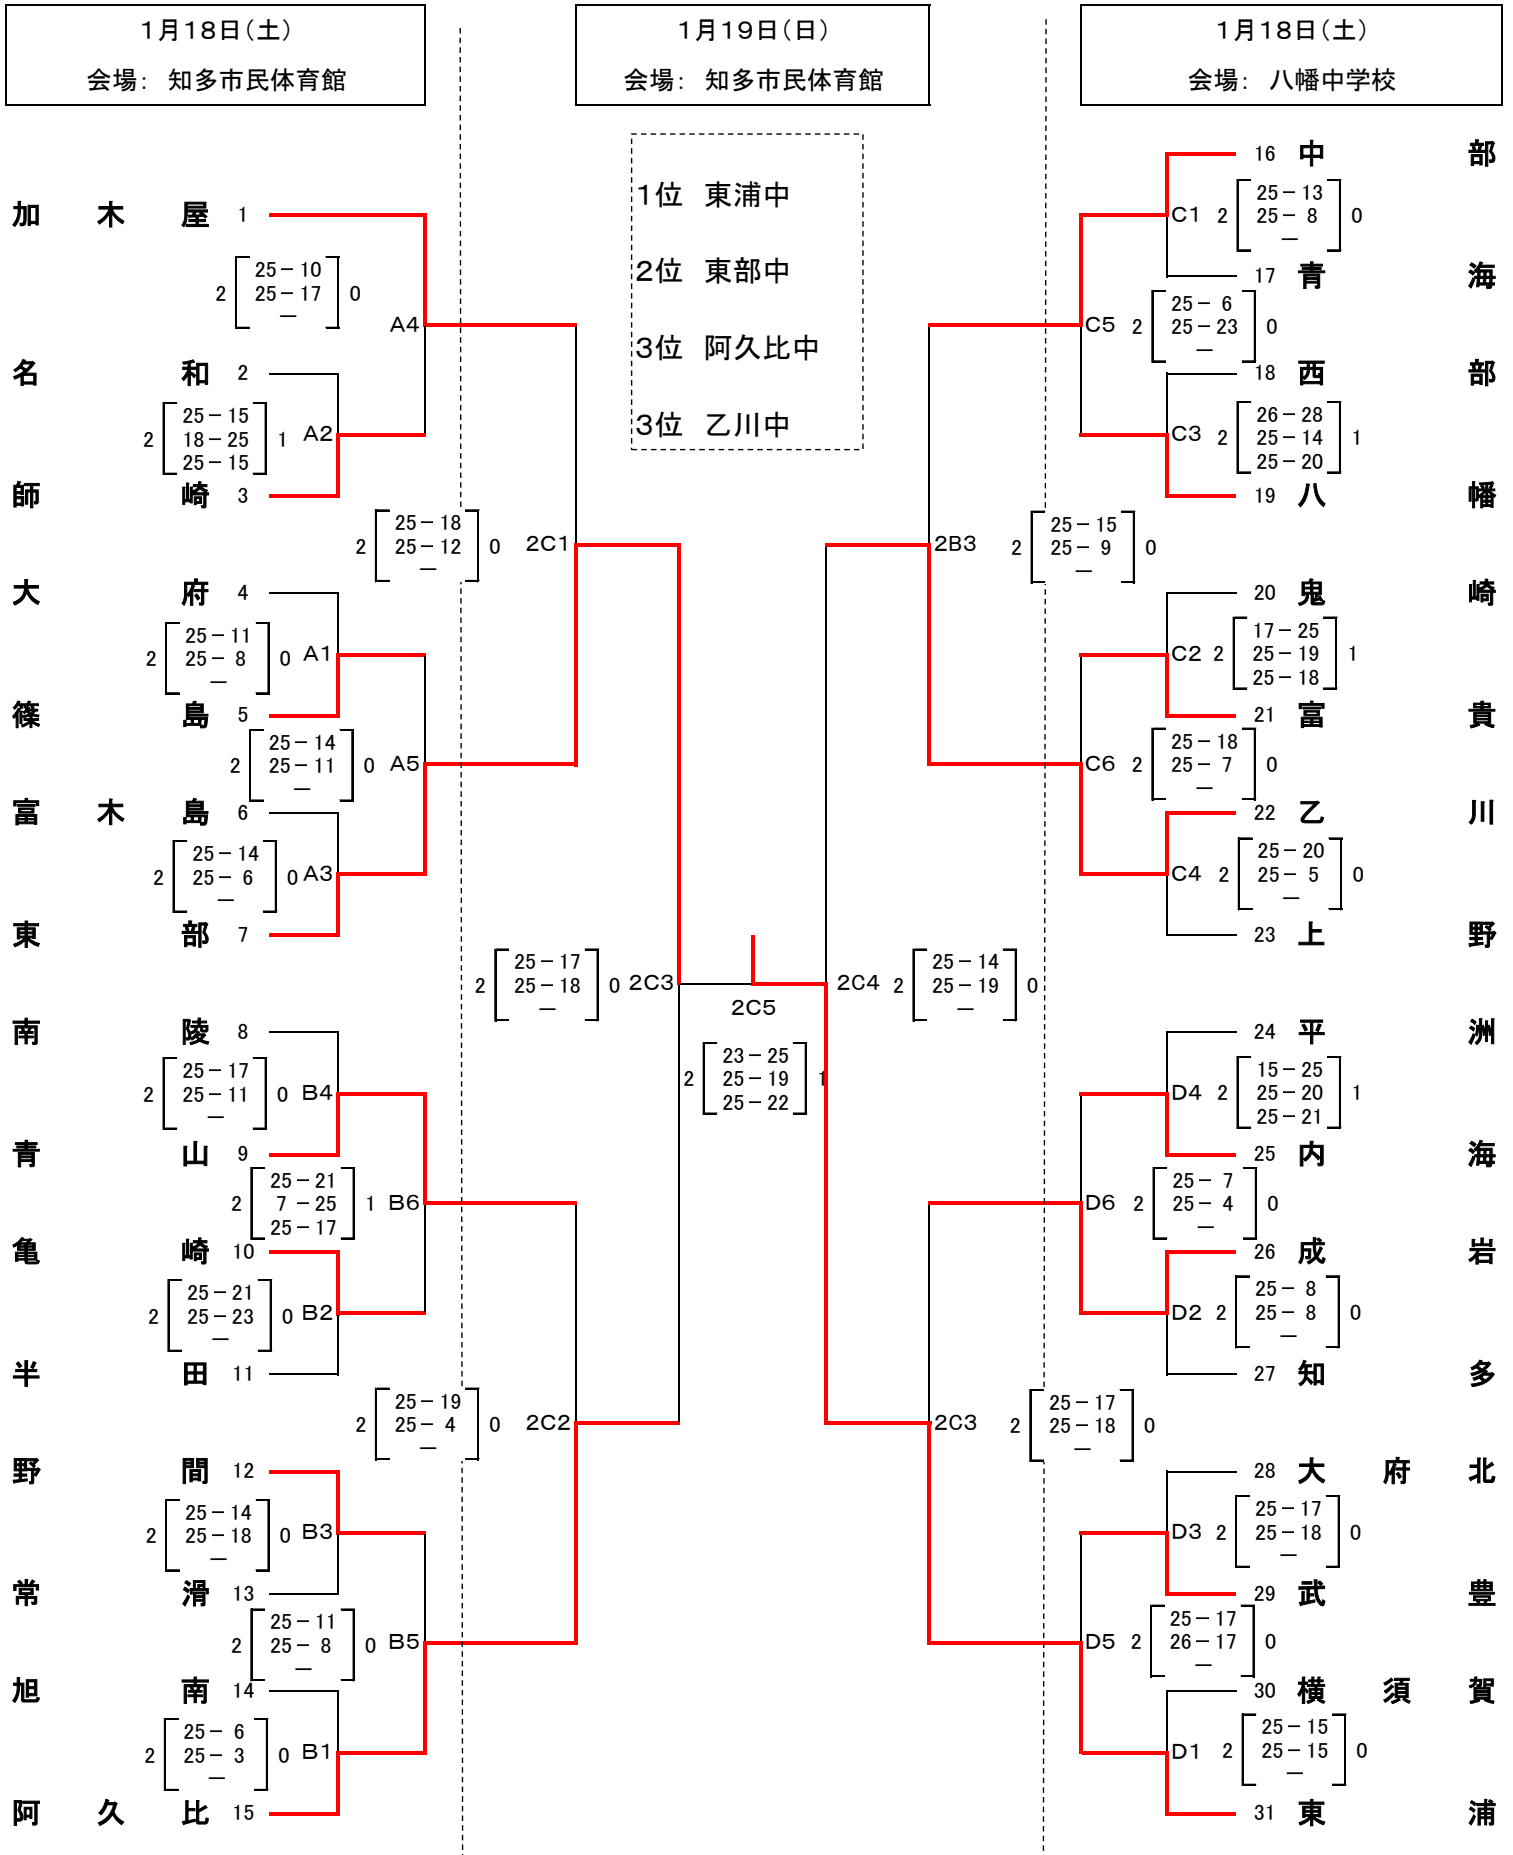 1月18日(土)
会場: 知多市民体育館
1月19日(日)
会場: 知多市民体育館
1月18日(土)
会場: 八幡中学校
1位 東浦中
2位 東部中
3位 阿久比中
3位 乙川中
加木屋 1
2 25-10 0
25-17
—
A4
名和 2
2 25-15 1
18-25
25-15
A2
師崎 3
2 25-18 0
25-12
—
2C1
大府 4
2 25-11 0
25-8
—
A1
篠島 5
2 25-14 0
25-11
—
A5
富木島 6
2 25-14 0
25-6
—
A3
東部 7
2 25-17 0
25-18
—
2C3
南陵 8
2 25-17 0
25-11
—
B4
青山 9
2 25-21 1
7-25
25-17
B6
亀崎 10
2 25-21 0
25-23
—
B2
半田 11
2 25-19 0
25-4
—
2C2
野間 12
2 25-14 0
25-18
—
B3
常滑 13
2 25-11 0
25-8
—
B5
旭南 14
2 25-6 0
25-3
—
B1
阿久比 15
2C5
2 23-25 1
25-19
25-22
16 中部
C1 2 25-13 0
25-8
—
17 青海
C5 2 25-6 0
25-23
—
18 西部
C3 2 26-28 1
25-14
25-20
19 八幡
2B3 2 25-15 0
25-9
—
20 鬼崎
C2 2 17-25 1
25-19
25-18
21 富貴
C6 2 25-18 0
25-7
—
22 乙川
C4 2 25-20 0
25-5
—
23 上野
2C4 2 25-14 0
25-19
—
24 平洲
D4 2 15-25 1
25-20
25-21
25 内海
D6 2 25-7 0
25-4
—
26 成岩
D2 2 25-8 0
25-8
—
27 知多
2C3 2 25-17 0
25-18
—
28 大府北
D3 2 25-17 0
25-18
—
29 武豊
D5 2 25-17 0
26-17
—
30 横須賀
D1 2 25-15 0
25-15
—
31 東浦